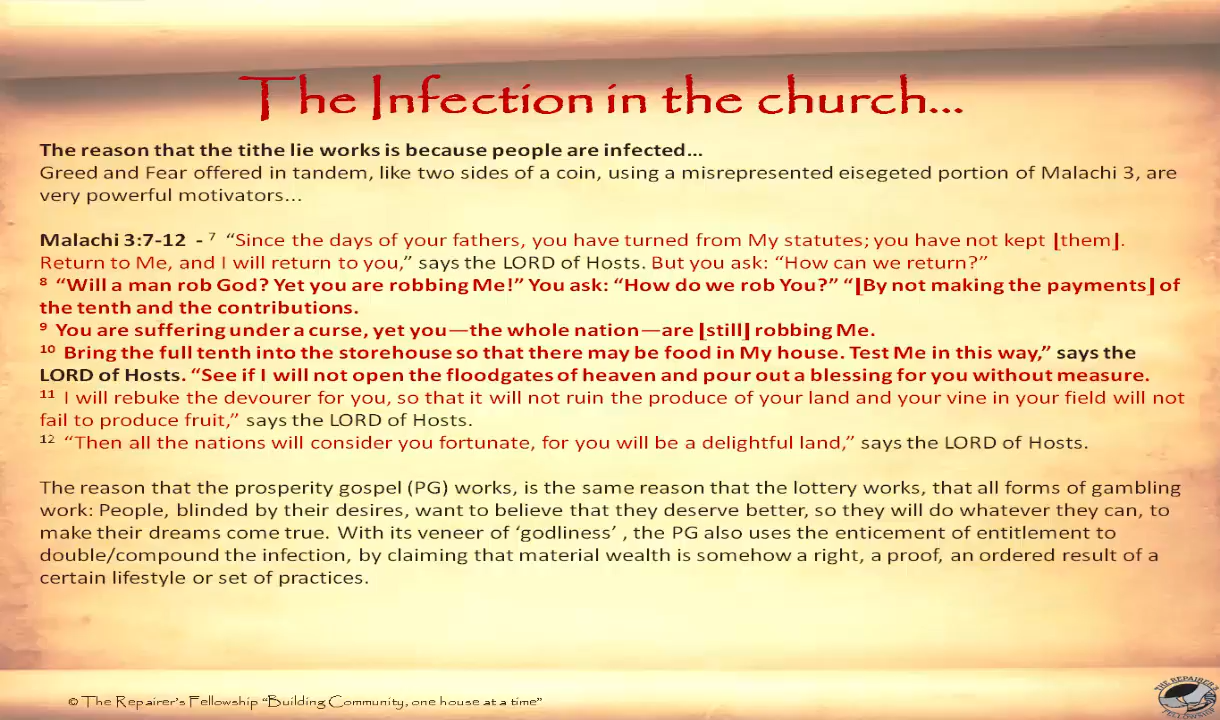 The Infection in the church...
The reason that the tithe lie works is because people are infected...
Greed and Fear offered in tandem, like two sides of a coin, using a misrepresented eisegeted portion of Malachi 3, are
very powerful motivators...
Malachi 3:7-12 - ⁷ “Since the days of your fathers, you have turned from My statutes; you have not kept ⌊them⌋.
Return to Me, and I will return to you,” says the LORD of Hosts. But you ask: “How can we return?”
⁸ “Will a man rob God? Yet you are robbing Me!” You ask: “How do we rob You?” “⌊By not making the payments⌋ of
the tenth and the contributions.
⁹ You are suffering under a curse, yet you—the whole nation—are ⌊still⌋ robbing Me.
¹⁰ Bring the full tenth into the storehouse so that there may be food in My house. Test Me in this way,” says the
LORD of Hosts. “See if I will not open the floodgates of heaven and pour out a blessing for you without measure.
¹¹ I will rebuke the devourer for you, so that it will not ruin the produce of your land and your vine in your field will not
fail to produce fruit,” says the LORD of Hosts.
¹² “Then all the nations will consider you fortunate, for you will be a delightful land,” says the LORD of Hosts.
The reason that the prosperity gospel (PG) works, is the same reason that the lottery works, that all forms of gambling
work: People, blinded by their desires, want to believe that they deserve better, so they will do whatever they can, to
make their dreams come true. With its veneer of ‘godliness’ , the PG also uses the enticement of entitlement to
double/compound the infection, by claiming that material wealth is somehow a right, a proof, an ordered result of a
certain lifestyle or set of practices.
© The Repairer’s Fellowship “Building Community, one house at a time”
THE REPAIRER'S
FELLOWSHIP